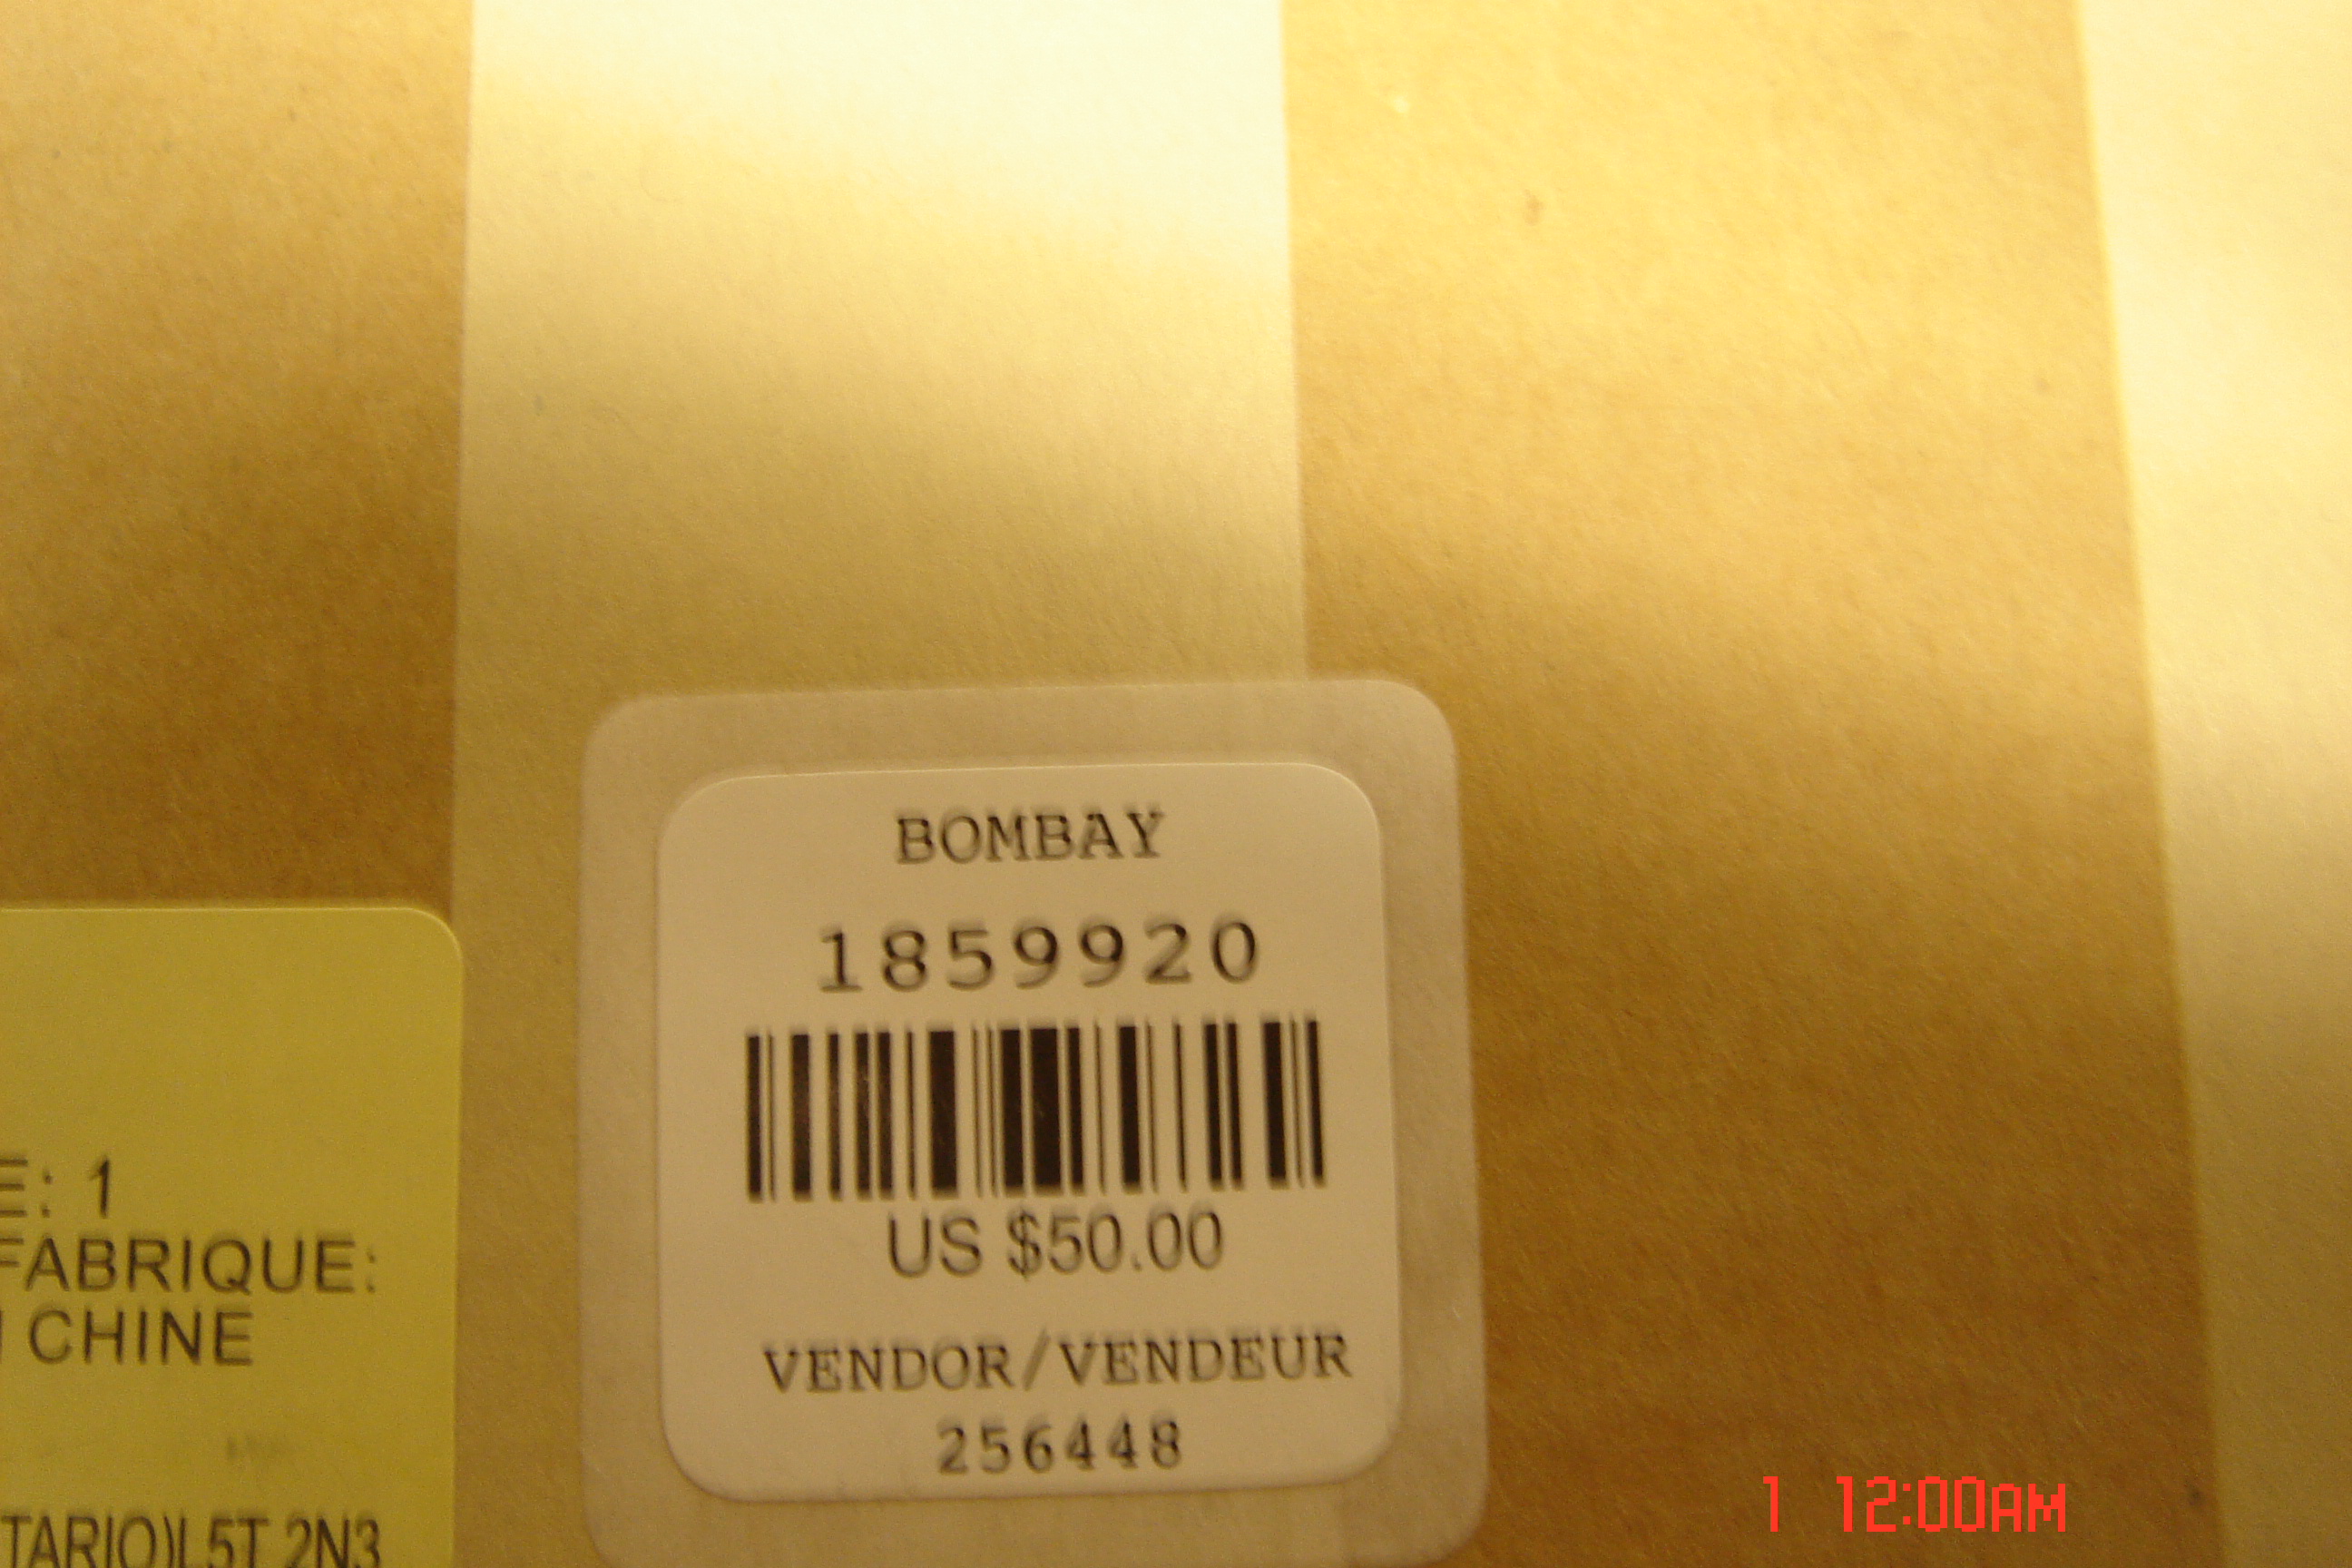 BOMBAY
1859920
US $50.00
VENDOR/VENDEUR
256448
E: 1
FABRIQUE:
CHINE
TARIO)L5T 2N3
1 12:00AM